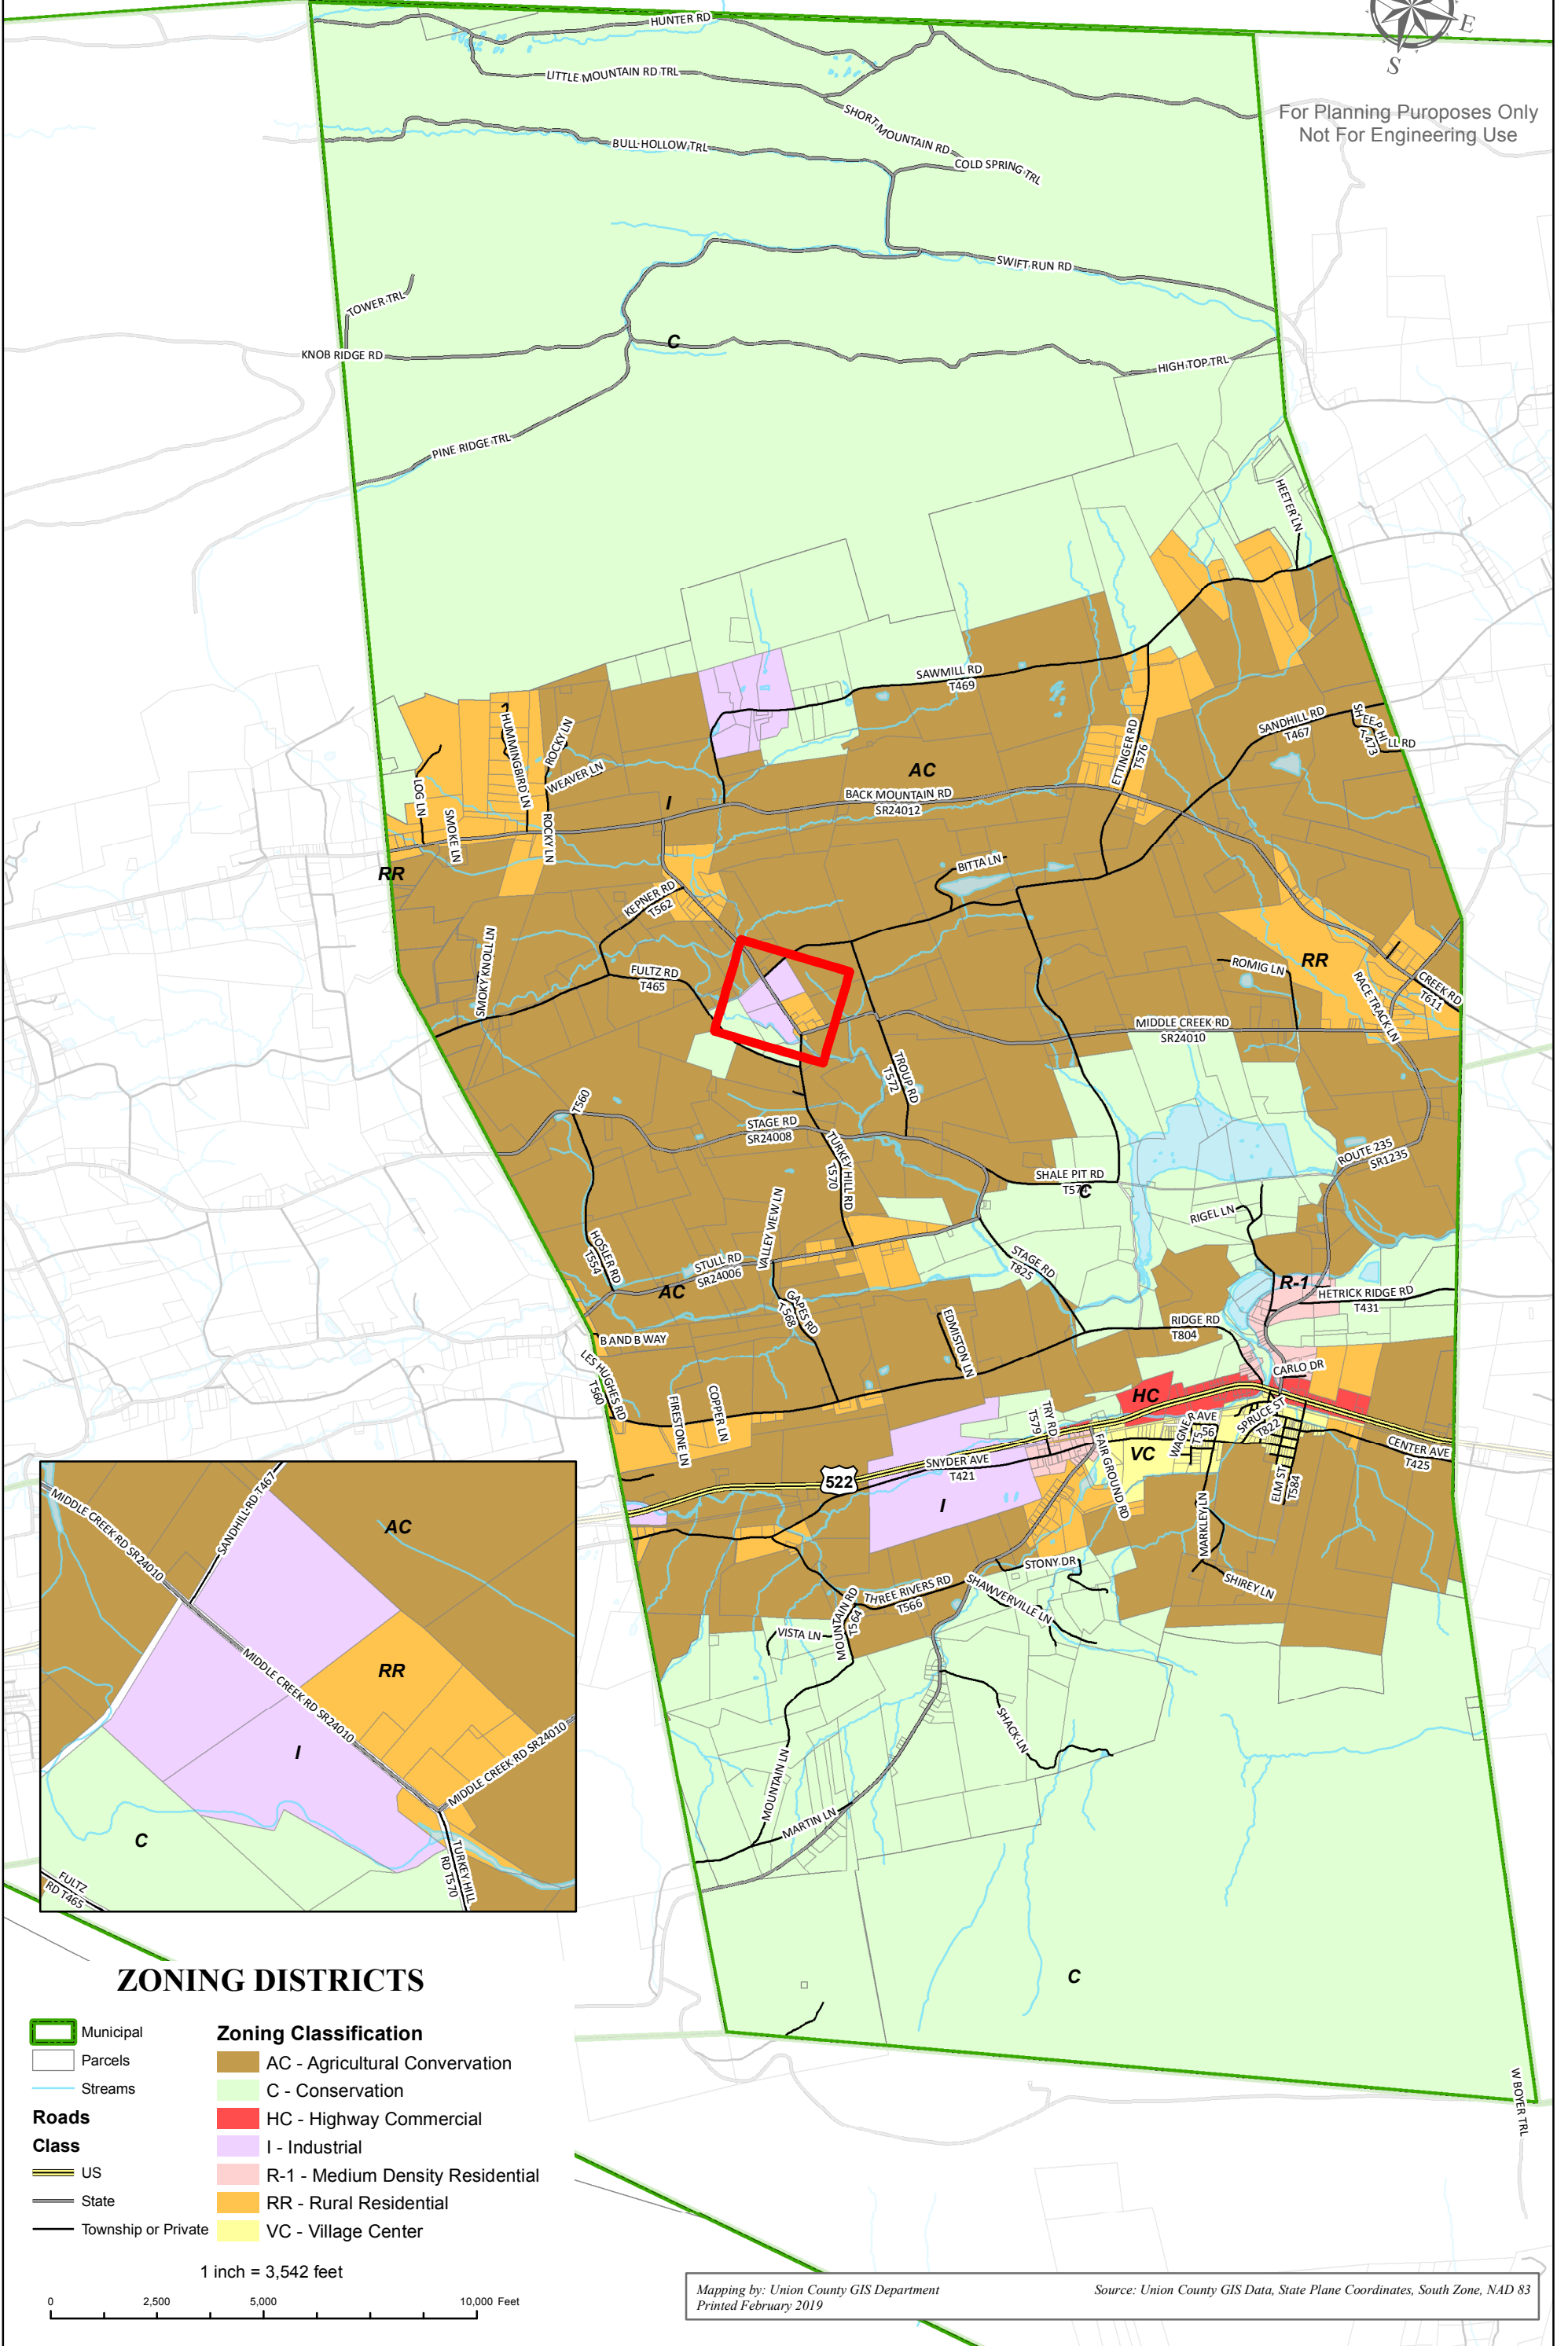 HUNTER RD
E
S
LITTLE MOUNTAIN RD TRL
For Planning Puroposes Only
Not For Engineering Use
SHORT MOUNTAIN RD
BULL HOLLOW TRL
COLD SPRING TRL
SWIFT RUN RD
TOWER TRL
KNOB RIDGE RD
C
HIGH TOP TRL
PINE RIDGE TRL
HEETER LN
SAWMILL RD
T469
HUMMINGBIRD LN
ROCKY LN
WEAVER LN
LOG LN
SMOKE LN
ROCKY LN
SANDHILL RD
T467
SHEEP HILL RD
A-473
ETTINGER RD
T576
AC
I
BACK MOUNTAIN RD
SR24012
RR
BITTA LN
KEPNER RD
T562
SMOKY KNOLL LN
FULTZ RD
T465
ROMIG LN
RR
RACE TRACK LN
CREEK RD
T611
MIDDLE CREEK RD
SR24010
TROUP RD
T572
T560
STAGE RD
SR24008
TURKEY HILL RD
T570
ROUTE 235
SR1235
SHALE PIT RD
T574
C
RIGEL LN
VALLEY VIEW LN
HOSLER RD
T554
STULL RD
SR24006
STAGE RD
T825
AC
GAPES RD
T568
R-1
HETRICK RIDGE RD
T431
EDMISTON LN
RIDGE RD
T804
B AND B WAY
LES HUGHES RD
T560
CARLO DR
HC
FIRESTONE LN
COPPER LN
TRY RD
T579
WAGNER AVE
T556
SPRUCE ST
T822
FAIR GROUND RD
VC
CENTER AVE
T425
SNYDER AVE
T421
522
I
ELM ST
T584
MARKLEY LN
STONY DR
SHIREY LN
THREE RIVERS RD
T566
SHAWVERVILLE LN
MOUNTAIN RD
T564
VISTA LN
SHACK LN
MOUNTAIN LN
MARTIN LN
C
W BOYER TRL
MIDDLE CREEK RD SR24010
SANDHILL RD T467
AC
RR
MIDDLE CREEK RD SR24010
I
MIDDLE CREEK RD SR24010
C
TURKEY HILL
RD T570
FULTZ
RD T465
ZONING DISTRICTS
Municipal
Parcels
Streams
Roads
Class
US
State
Township or Private
Zoning Classification
AC - Agricultural Convervation
C - Conservation
HC - Highway Commercial
I - Industrial
R-1 - Medium Density Residential
RR - Rural Residential
VC - Village Center
1 inch = 3,542 feet
0 2,500 5,000 10,000 Feet
Mapping by: Union County GIS Department
Printed February 2019
Source: Union County GIS Data, State Plane Coordinates, South Zone, NAD 83